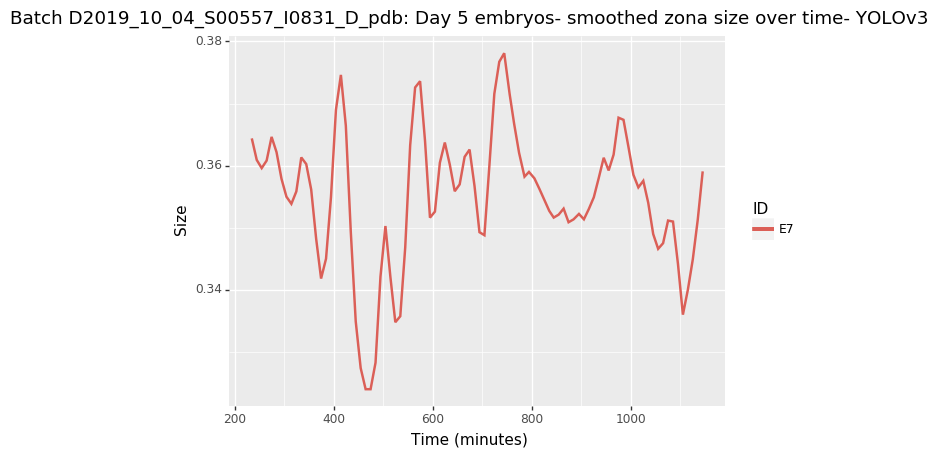 Batch D2019_10_04_S00557_I0831_D_pdb: Day 5 embryos- smoothed zona size over time- YOLOv3
0.38
0.36
0.34
Size
200
400
600
800
1000
Time (minutes)
ID
E7